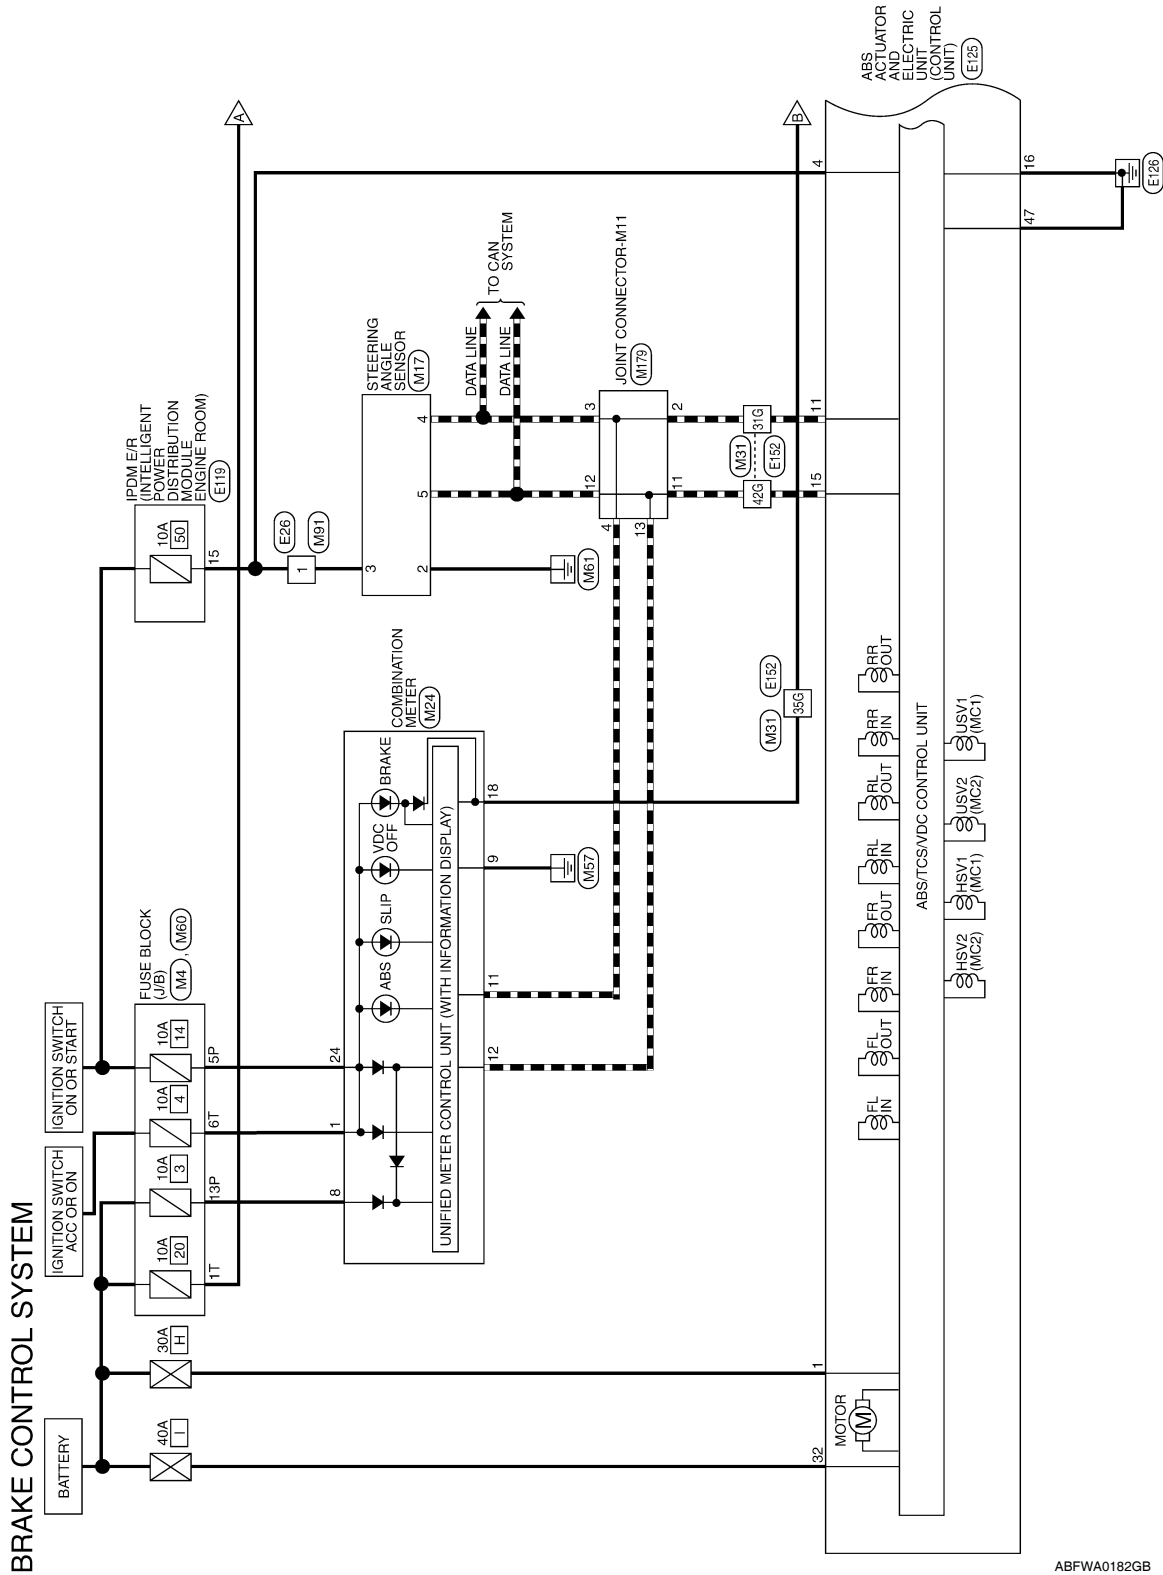 BRAKE CONTROL SYSTEM
BATTERY
IGNITION SWITCH
ACC OR ON
IGNITION SWITCH
ON OR START
40A
I
30A
H
10A
20
10A
3
10A
4
10A
14
FUSE BLOCK
(J/B)
M4 , M60
1T
13P
6T
5P
10A
50
IPDM E/R
(INTELLIGENT
POWER
DISTRIBUTION
MODULE
ENGINE ROOM)
E119
15
A
E26
1
M91
8
1
24
ABS
SLIP
VDC
OFF
BRAKE
COMBINATION
METER
M24
UNIFIED METER CONTROL UNIT (WITH INFORMATION DISPLAY)
12
11
9
18
M57
3
2
5
4
STEERING
ANGLE
SENSOR
M17
M61
DATA LINE
DATA LINE
TO CAN
SYSTEM
4
13
12
3
11
2
JOINT CONNECTOR-M11
M179
M31
35G
E152
42G
M31
E152
31G
B
32
1
15
11
4
MOTOR
M
FL
IN
FL
OUT
FR
IN
FR
OUT
RL
IN
RL
OUT
RR
IN
RR
OUT
ABS/TCS/VDC CONTROL UNIT
HSV2
(MC2)
HSV1
(MC1)
USV2
(MC2)
USV1
(MC1)
ABS
ACTUATOR
AND
ELECTRIC
UNIT
(CONTROL
UNIT)
E125
47
16
E126
ABFWA0182GB